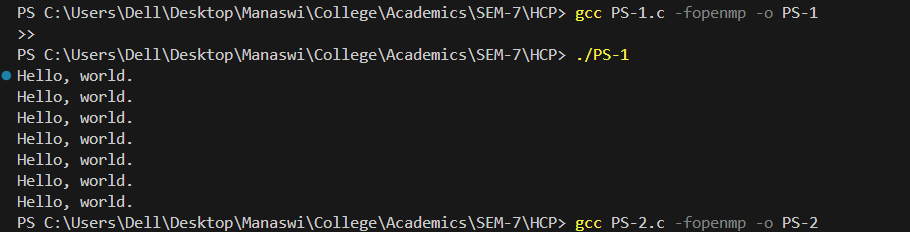 PS C:\Users\Dell\Desktop\Manaswi\College\Academics\SEM-7\HCP> gcc PS-1.c -fopenmp -o PS-1
>>
PS C:\Users\Dell\Desktop\Manaswi\College\Academics\SEM-7\HCP> ./PS-1
Hello, world.
Hello, world.
Hello, world.
Hello, world.
Hello, world.
Hello, world.
Hello, world.
PS C:\Users\Dell\Desktop\Manaswi\College\Academics\SEM-7\HCP> gcc PS-2.c -fopenmp -o PS-2